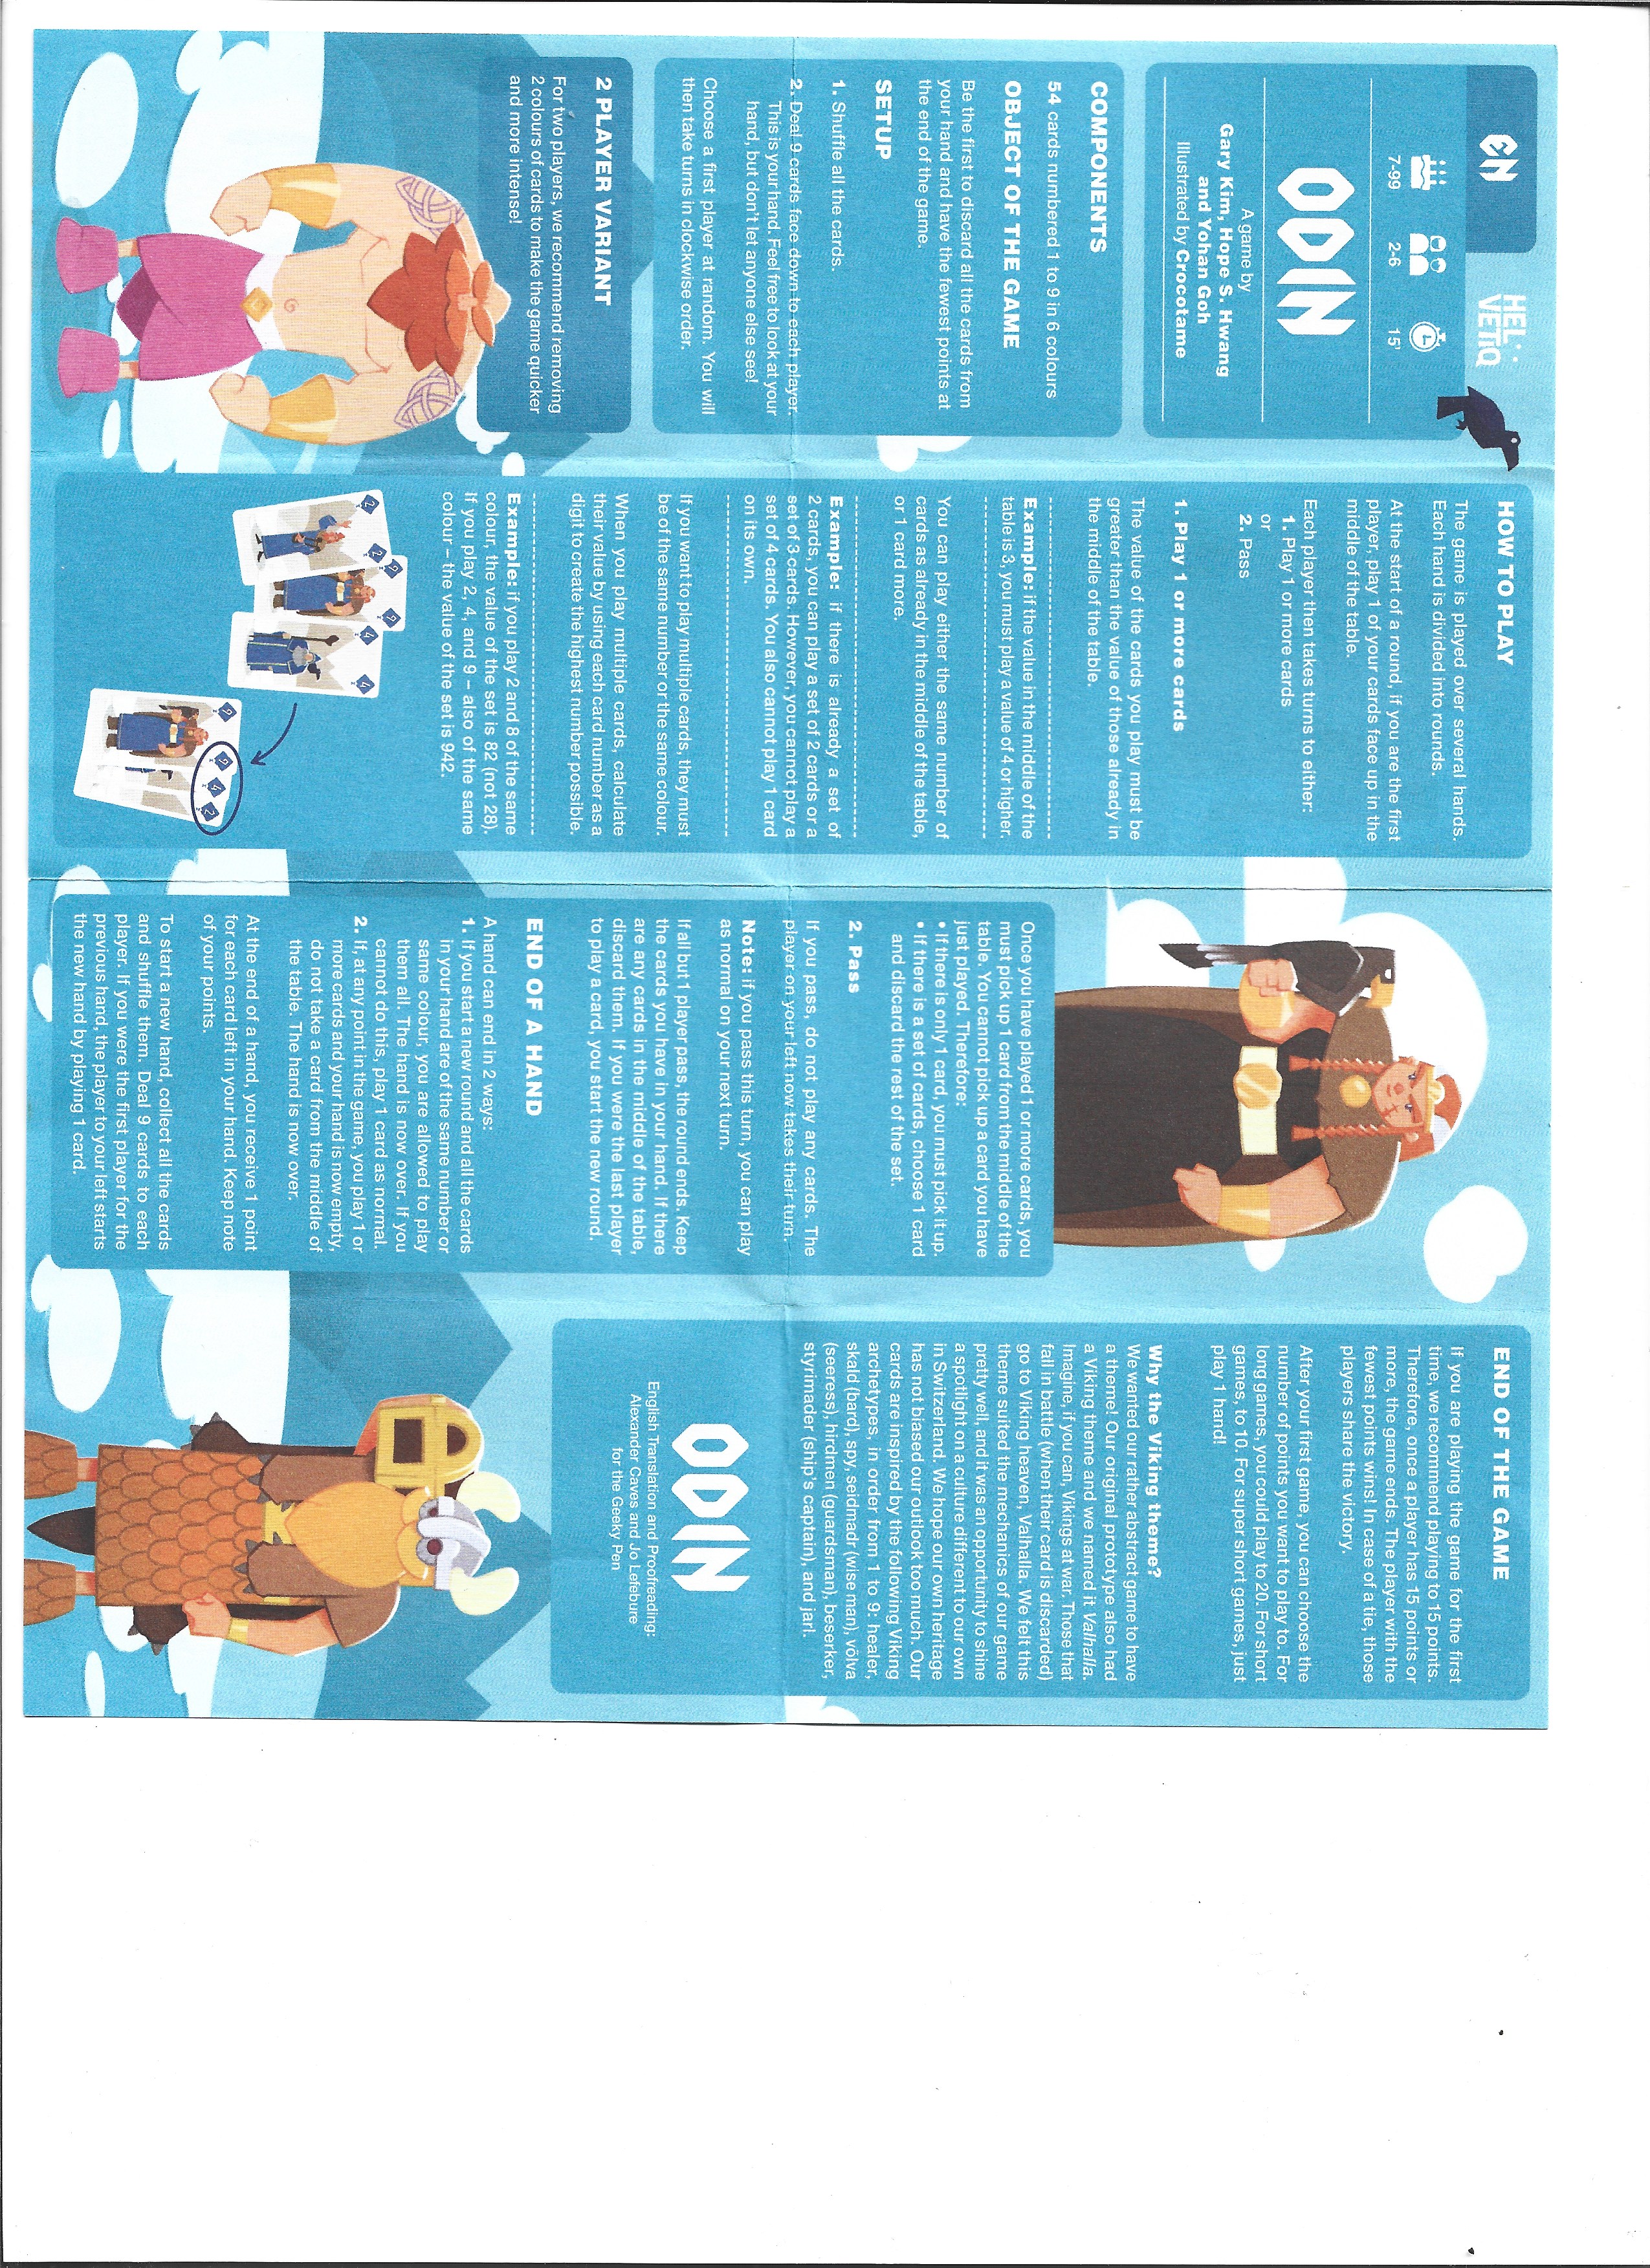 EN
HEL
VETIQ
7-99
2-6
15'
ODIN
A game by
Gary Kim, Hope S. Hwang
and Yohan Goh
Illustrated by Crocotame
COMPONENTS
54 cards numbered 1 to 9 in 6 colours
OBJECT OF THE GAME
Be the first to discard all the cards from
your hand and have the fewest points at
the end of the game.
SETUP
1. Shuffle all the cards.
2. Deal 9 cards face down to each player.
This is your hand. Feel free to look at your
hand, but don't let anyone else see!
Choose a first player at random. You will
then take turns in clockwise order.
2 PLAYER VARIANT
For two players, we recommend removing
2 colours of cards to make the game quicker
and more intense!
HOW TO PLAY
The game is played over several hands.
Each hand is divided into rounds.
At the start of a round, if you are the first
player, play 1 of your cards face up in the
middle of the table.
Each player then takes turns to either:
1. Play 1 or more cards
or
2. Pass
1. Play 1 or more cards
The value of the cards you play must be
greater than the value of those already in
the middle of the table.
Example: if the value in the middle of the
table is 3, you must play a value of 4 or higher.
You can play either the same number of
cards as already in the middle of the table,
or 1 card more.
Example: if there is already a set of
2 cards, you can play a set of 2 cards or a
set of 3 cards. However, you cannot play a
set of 4 cards. You also cannot play 1 card
on its own.
If you want to play multiple cards, they must
be of the same number or the same colour.
When you play multiple cards, calculate
their value by using each card number as a
digit to create the highest number possible.
Example: if you play 2 and 8 of the same
colour, the value of the set is 82 (not 28).
If you play 2, 4, and 9 – also of the same
colour – the value of the set is 942.
2
2
9
9
4
4
9
9
4
2
Once you have played 1 or more cards, you
must pick up 1 card from the middle of the
table. You cannot pick up a card you have
just played. Therefore:
• If there is only 1 card, you must pick it up.
• If there is a set of cards, choose 1 card
and discard the rest of the set.
2. Pass
If you pass, do not play any cards. The
player on your left now takes their turn.
Note: if you pass this turn, you can play
as normal on your next turn.
If all but 1 player pass, the round ends. Keep
the cards you have in your hand. If there
are any cards in the middle of the table,
discard them. If you were the last player
to play a card, you start the new round.
END OF A HAND
A hand can end in 2 ways:
1. If you start a new round and all the cards
in your hand are of the same number or
same colour, you are allowed to play
them all. The hand is now over. If you
cannot do this, play 1 card as normal.
2. If, at any point in the game, you play 1 or
more cards and your hand is now empty,
do not take a card from the middle of
the table. The hand is now over.
At the end of a hand, you receive 1 point
for each card left in your hand. Keep note
of your points.
To start a new hand, collect all the cards
and shuffle them. Deal 9 cards to each
player. If you were the first player for the
previous hand, the player to your left starts
the new hand by playing 1 card.
END OF THE GAME
If you are playing the game for the first
time, we recommend playing to 15 points.
Therefore, once a player has 15 points or
more, the game ends. The player with the
fewest points wins! In case of a tie, those
players share the victory.
After your first game, you can choose the
number of points you want to play to. For
long games, you could play to 20. For short
games, to 10. For super short games, just
play 1 hand!
Why the Viking theme?
We wanted our rather abstract game to have
a theme! Our original prototype also had
a Viking theme and we named it Valhalla.
Imagine, if you can, Vikings at war. Those that
fall in battle (when their card is discarded)
go to Viking heaven, Valhalla. We felt this
theme suited the mechanics of our game
pretty well, and it was an opportunity to shine
a spotlight on a culture different to our own
in Switzerland. We hope our own heritage
has not biased our outlook too much. Our
cards are inspired by the following Viking
archetypes, in order from 1 to 9: healer,
skald (bard), spy, seidmadr (wise man), völva
(seeress), hirdmen (guardsman), beserker,
styrimader (ship's captain), and jarl.
ODIN
English Translation and Proofreading:
Alexander Caves and Jo Lefebure
for the Geeky Pen